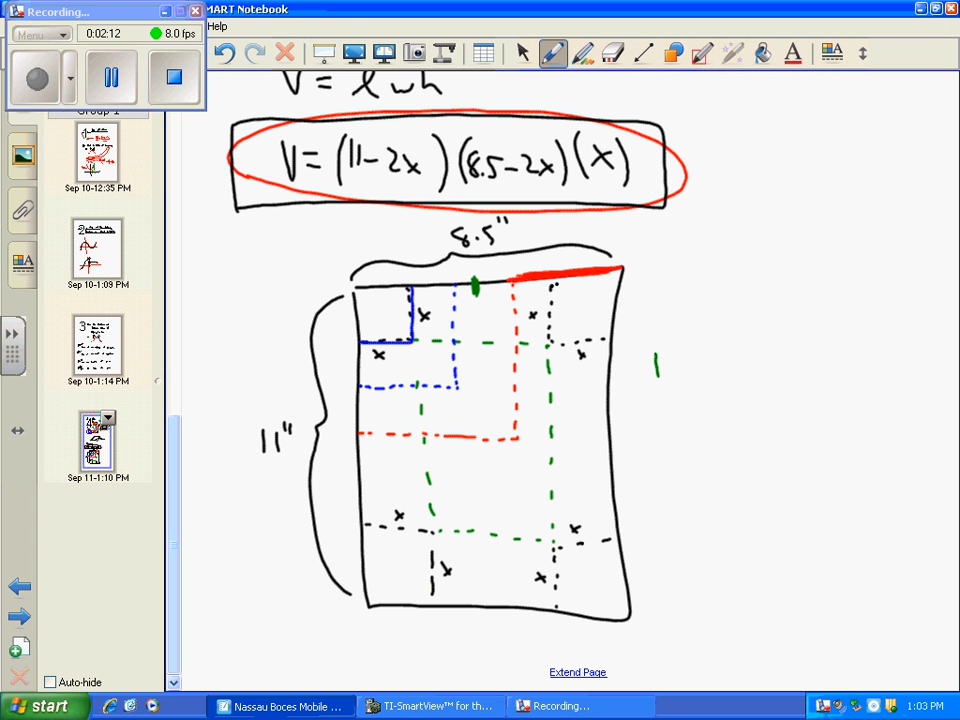 Recording...
SMART Notebook
Menu
0:02:12
8.0 fps
Help
Group 1
Sep 10-12:35 PM
Sep 10-1:09 PM
Sep 10-1:14 PM
Sep 11-1:10 PM
Auto-hide
V = l w h
V = (11-2x)(8.5-2x)(x)
8.5"
x x
x x
11"
x x
x x
Extend Page
start
Nassau Boces Mobile ...
TI-SmartView™ for th...
Recording...
1:03 PM